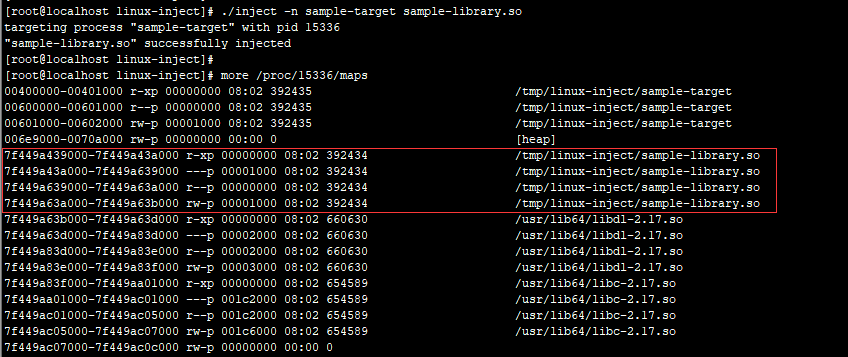 [root@localhost linux-inject]# ./inject -n sample-target sample-library.so
targeting process "sample-target" with pid 15336
"sample-library.so" successfully injected
[root@localhost linux-inject]#
[root@localhost linux-inject]# more /proc/15336/maps
00400000-00401000 r-xp 00000000 08:02 392435 /tmp/linux-inject/sample-target
00600000-00601000 r--p 00000000 08:02 392435 /tmp/linux-inject/sample-target
00601000-00602000 rw-p 00001000 08:02 392435 /tmp/linux-inject/sample-target
006e9000-0070a000 rw-p 00000000 00:00 0 [heap]
7f449a439000-7f449a43a000 r-xp 00000000 08:02 392434 /tmp/linux-inject/sample-library.so
7f449a43a000-7f449a639000 ---p 00001000 08:02 392434 /tmp/linux-inject/sample-library.so
7f449a639000-7f449a63a000 r--p 00000000 08:02 392434 /tmp/linux-inject/sample-library.so
7f449a63a000-7f449a63b000 rw-p 00001000 08:02 392434 /tmp/linux-inject/sample-library.so
7f449a63b000-7f449a63d000 r-xp 00000000 08:02 660630 /usr/lib64/libdl-2.17.so
7f449a63d000-7f449a83d000 ---p 00002000 08:02 660630 /usr/lib64/libdl-2.17.so
7f449a83d000-7f449a83e000 r--p 00002000 08:02 660630 /usr/lib64/libdl-2.17.so
7f449a83e000-7f449a83f000 rw-p 00003000 08:02 660630 /usr/lib64/libdl-2.17.so
7f449a83f000-7f449aa01000 r-xp 00000000 08:02 654589 /usr/lib64/libc-2.17.so
7f449aa01000-7f449ac01000 ---p 001c2000 08:02 654589 /usr/lib64/libc-2.17.so
7f449ac01000-7f449ac05000 r--p 001c2000 08:02 654589 /usr/lib64/libc-2.17.so
7f449ac05000-7f449ac07000 rw-p 001c6000 08:02 654589 /usr/lib64/libc-2.17.so
7f449ac07000-7f449ac0c000 rw-p 00000000 00:00 0